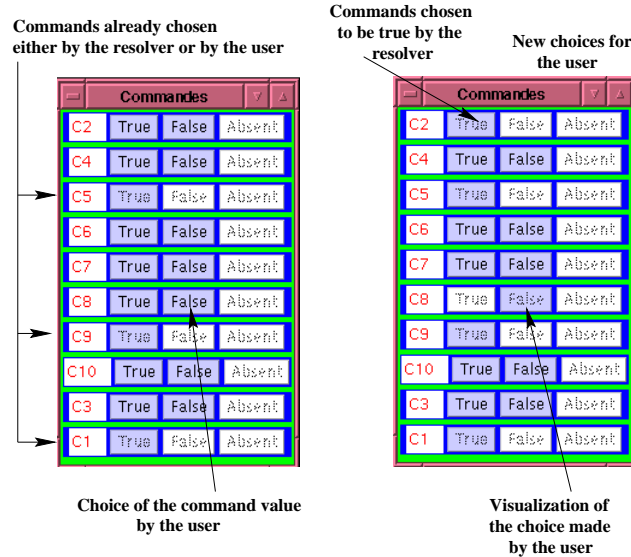 Commands already chosen
either by the resolver or by the user
Commands chosen
to be true by the
resolver
New choices for
the user
Commandes
C2 True False Absent
C4 True False Absent
C5 True False Absent
C6 True False Absent
C7 True False Absent
C8 True False Absent
C9 True False Absent
C10 True False Absent
C3 True False Absent
C1 True False Absent
Commandes
C2 True False Absent
C4 True False Absent
C5 True False Absent
C6 True False Absent
C7 True False Absent
C8 True False Absent
C9 True False Absent
C10 True False Absent
C3 True False Absent
C1 True False Absent
Choice of the command value
by the user
Visualization of
the choice made
by the user